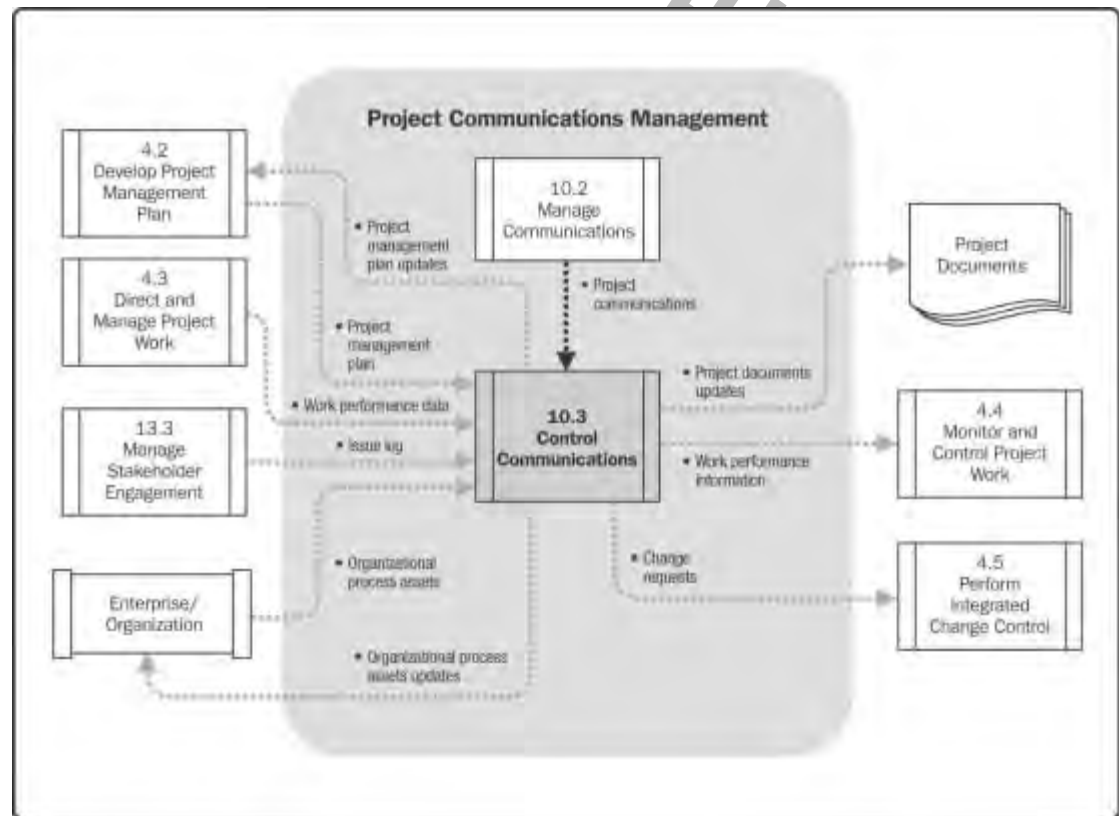 Project Communications Management
4.2
Develop Project
Management
Plan
10.2
Manage
Communications
• Project
management
plan updates
Project
Documents
4.3
Direct and
Manage Project
Work
• Project
communications
• Project
management
plan
• Project documents
updates
• Work performance data
10.3
Control
Communications
4.4
Monitor and
Control Project
Work
13.3
Manage
Stakeholder
Engagement
• Issue log
• Work performance
information
• Organizational
process assets
• Change
requests
4.5
Perform
Integrated
Change Control
Enterprise/
Organization
• Organizational process
assets updates